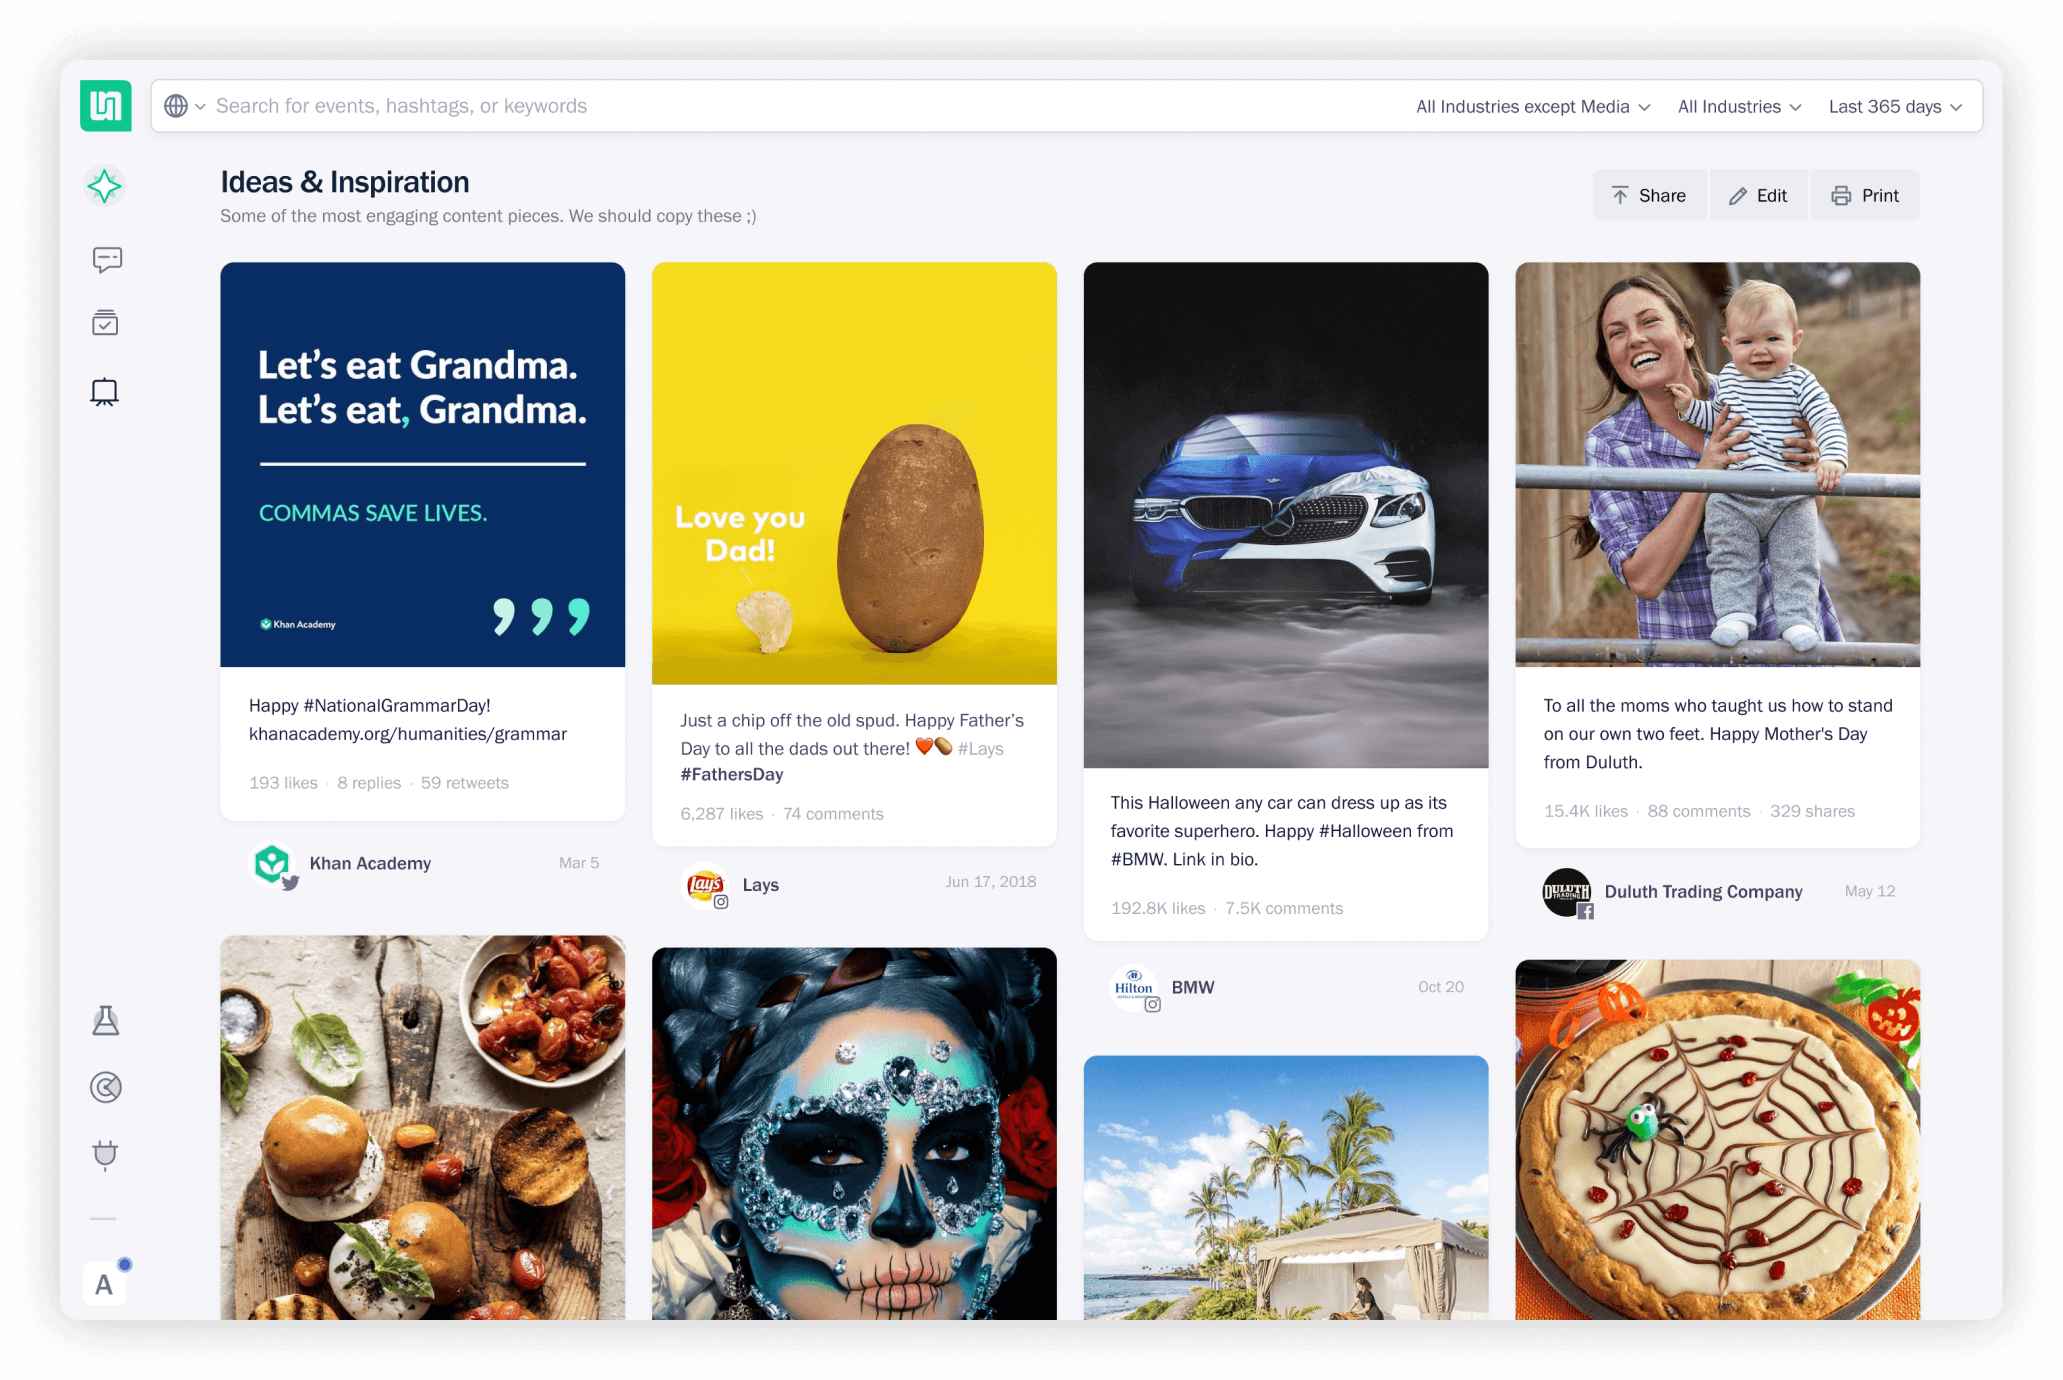 Search for events, hashtags, or keywords
All Industries except Media
All Industries
Last 365 days
Ideas & Inspiration
Some of the most engaging content pieces. We should copy these ;)
Share
Edit
Print
Let's eat Grandma.
Let's eat, Grandma.
COMMAS SAVE LIVES.
Khan Academy
Happy #NationalGrammarDay!
khanacademy.org/humanities/grammar
193 likes · 8 replies · 59 retweets
Khan Academy
Mar 5
Love you
Dad!
Just a chip off the old spud. Happy Father's
Day to all the dads out there! ❤️🥔 #Lays
#FathersDay
6,287 likes · 74 comments
Lay's
Lays
Jun 17, 2018
This Halloween any car can dress up as its
favorite superhero. Happy #Halloween from
#BMW. Link in bio.
192.8K likes · 7.5K comments
Hilton
BMW
Oct 20
To all the moms who taught us how to stand
on our own two feet. Happy Mother's Day
from Duluth.
15.4K likes · 88 comments · 329 shares
DULUTH
TRADING
Duluth Trading Company
May 12
A